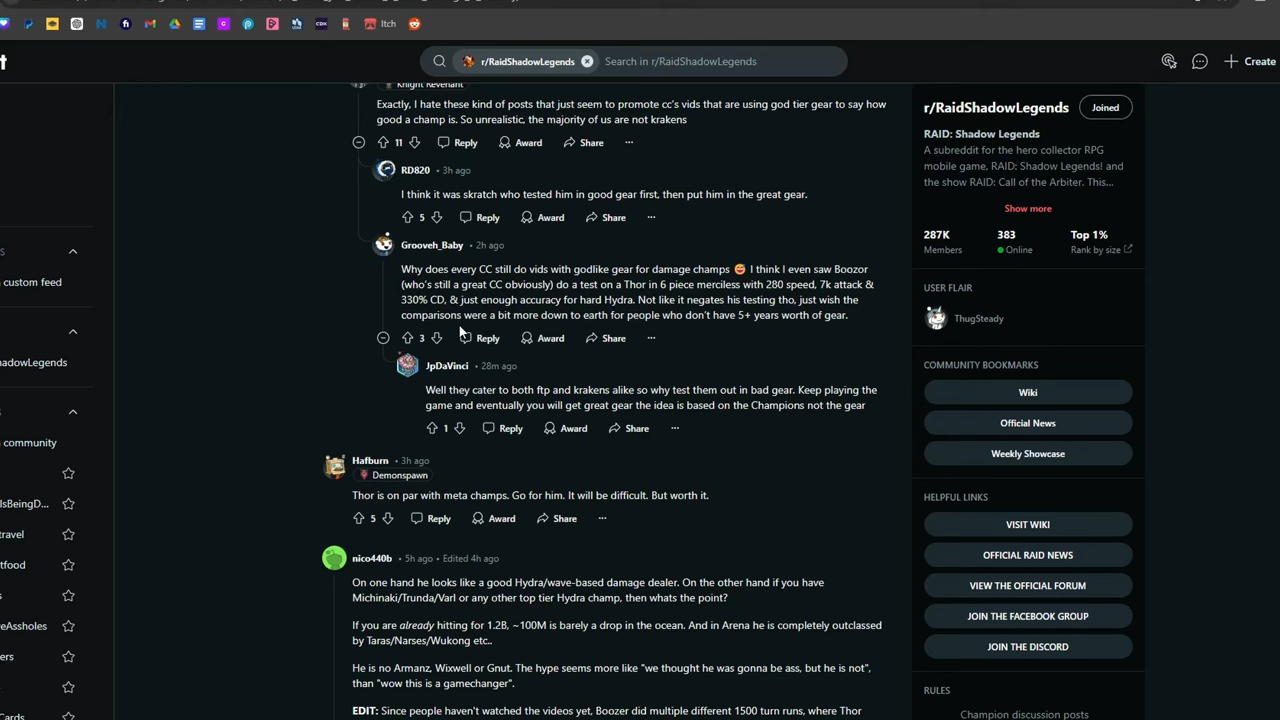 Itch
t
r/RaidShadowLegends
Search in r/RaidShadowLegends
Create
Knight Revenant
Exactly, I hate these kind of posts that just seem to promote cc's vids that are using god tier gear to say how
good a champ is. So unrealistic, the majority of us are not krakens
11 Reply Award Share ...
RD820 • 3h ago
I think it was skratch who tested him in good gear first, then put him in the great gear.
5 Reply Award Share ...
Grooveh_Baby • 2h ago
Why does every CC still do vids with godlike gear for damage champs 😅 I think I even saw Boozor
(who's still a great CC obviously) do a test on a Thor in 6 piece merciless with 280 speed, 7k attack &
330% CD, & just enough accuracy for hard Hydra. Not like it negates his testing tho, just wish the
comparisons were a bit more down to earth for people who don't have 5+ years worth of gear.
3 Reply Award Share ...
JpDaVinci • 28m ago
Well they cater to both ftp and krakens alike so why test them out in bad gear. Keep playing the
game and eventually you will get great gear the idea is based on the Champions not the gear
1 Reply Award Share ...
Hafburn • 3h ago
Demonspawn
Thor is on par with meta champs. Go for him. It will be difficult. But worth it.
5 Reply Award Share ...
nico440b • 5h ago • Edited 4h ago
On one hand he looks like a good Hydra/wave-based damage dealer. On the other hand if you have
Michinaki/Trunda/Varl or any other top tier Hydra champ, then whats the point?
If you are already hitting for 1.2B, ~100M is barely a drop in the ocean. And in Arena he is completely outclassed
by Taras/Narses/Wukong etc..
He is no Armanz, Wixwell or Gnut. The hype seems more like "we thought he was gonna be ass, but he is not",
than "wow this is a gamechanger".
EDIT: Since people haven't watched the videos yet, Boozer did multiple different 1500 turn runs, where Thor
S
custom feed
adowLegends
S
community
IsBeingD...
travel
tfood
s
eAssholes
ers
Cards
r/RaidShadowLegends
Joined
RAID: Shadow Legends
A subreddit for the hero collector RPG
mobile game, RAID: Shadow Legends! and
the show RAID: Call of the Arbiter. This...
Show more
287K 383 Top 1%
Members Online Rank by size
USER FLAIR
ThugSteady
COMMUNITY BOOKMARKS
Wiki
Official News
Weekly Showcase
HELPFUL LINKS
VISIT WIKI
OFFICIAL RAID NEWS
VIEW THE OFFICIAL FORUM
JOIN THE FACEBOOK GROUP
JOIN THE DISCORD
RULES
Champion discussion posts